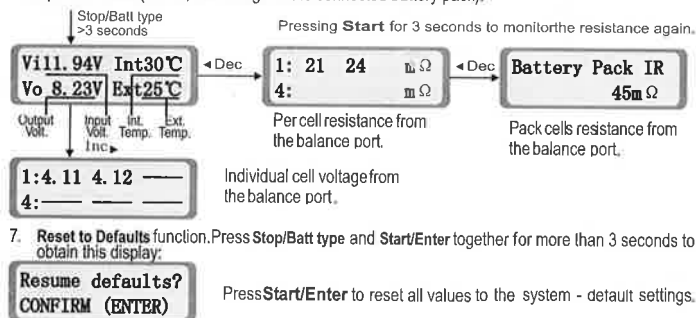 Stop/Batt type
>3 seconds
Pressing Start for 3 seconds to monitorthe resistance again.
Vi11.94V Int30℃
Vo 8.23V Ext25℃
◄Dec
1: 21 24 mΩ
4: mΩ
◄Dec
Battery Pack IR
45mΩ
Output Volt.
Input Volt.
Int. Temp.
Ext. Temp.
Inc►
Per cell resistance from
the balance port.
Pack cells resistance from
the balance port.
1:4.11 4.12 —
4:— — —
Individual cell voltage from
the balance port.
7. Reset to Defaults function.Press Stop/Batt type and Start/Enter together for more than 3 seconds to
obtain this display:
Resume defaults?
CONFIRM (ENTER)
PressStart/Enter to reset all values to the system - default settings.